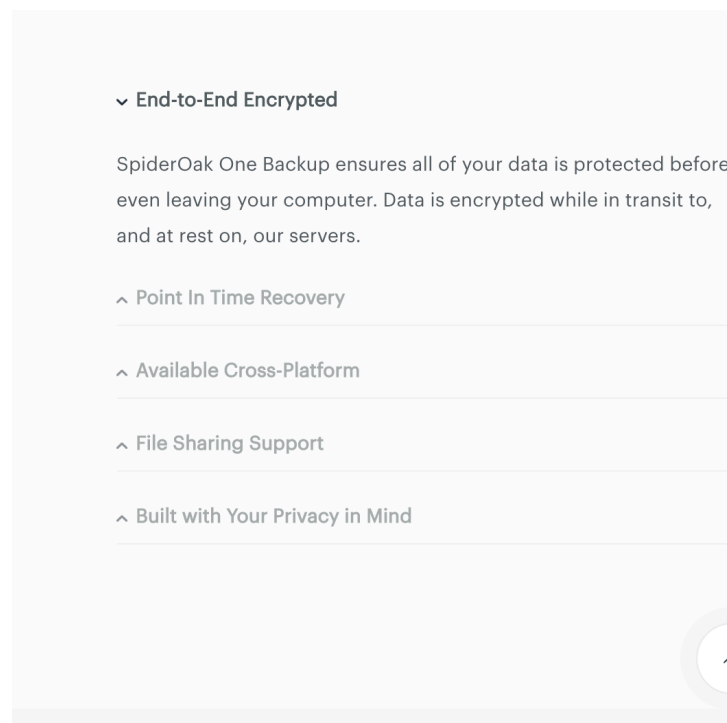 End-to-End Encrypted
SpiderOak One Backup ensures all of your data is protected before
even leaving your computer. Data is encrypted while in transit to,
and at rest on, our servers.
Point In Time Recovery
Available Cross-Platform
File Sharing Support
Built with Your Privacy in Mind